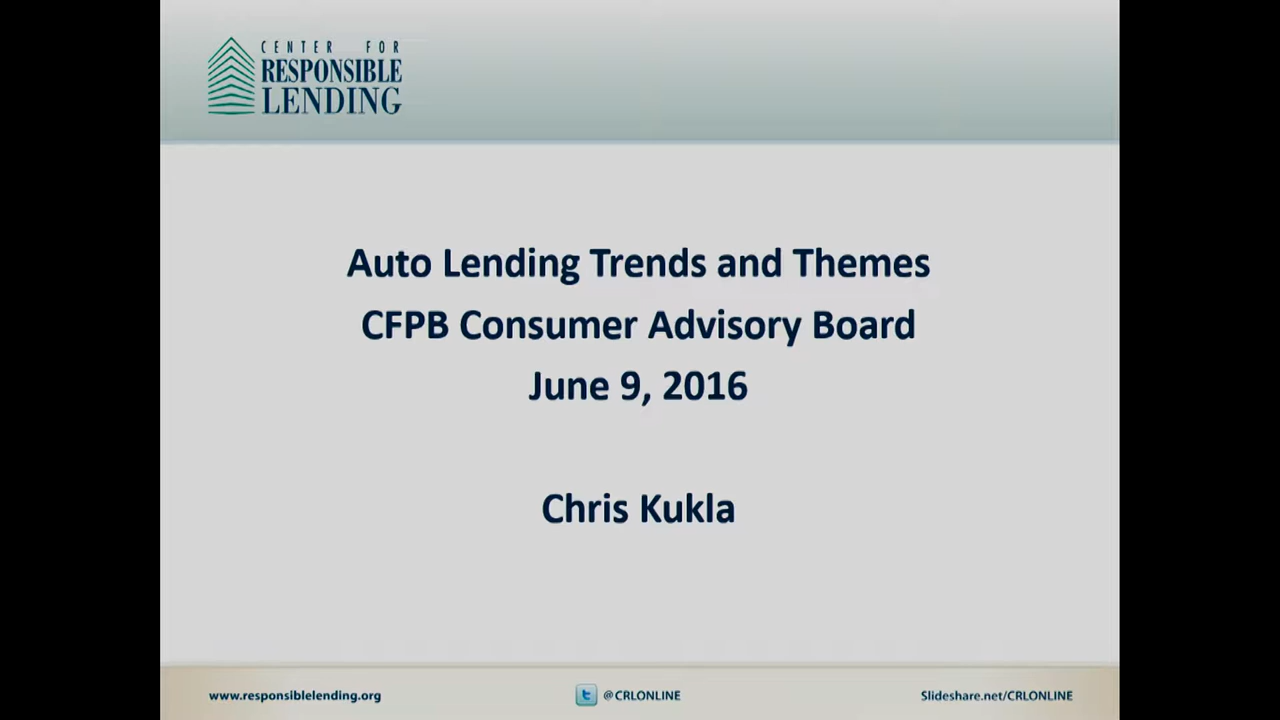 CENTER FOR
RESPONSIBLE
LENDING
Auto Lending Trends and Themes
CFPB Consumer Advisory Board
June 9, 2016
Chris Kukla
www.responsiblelending.org
@CRLONLINE
Slideshare.net/CRLONLINE